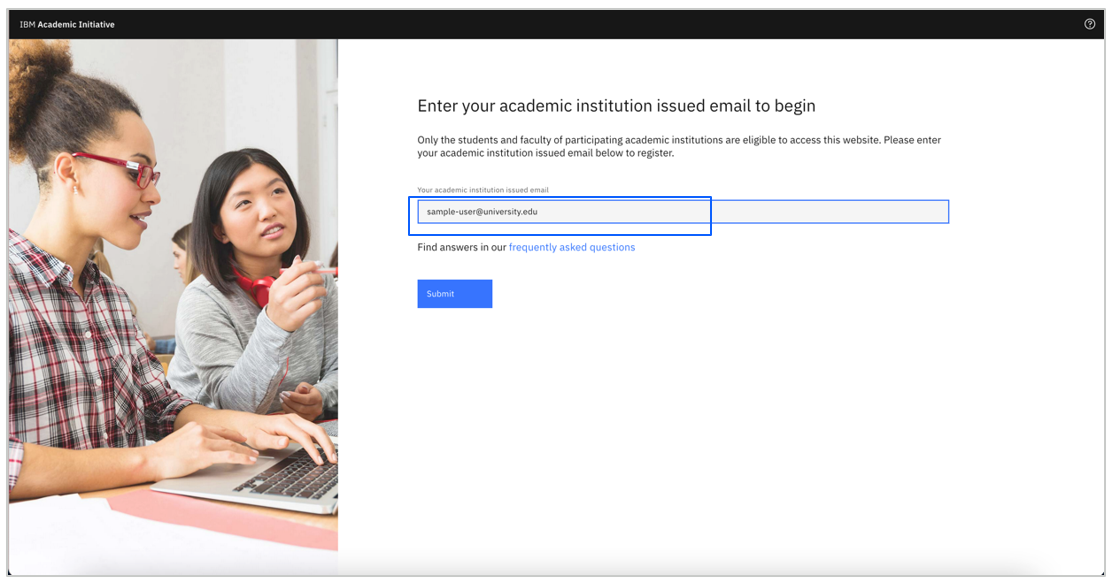 IBM Academic Initiative
Enter your academic institution issued email to begin
Only the students and faculty of participating academic institutions are eligible to access this website. Please enter
your academic institution issued email below to register.
Your academic institution issued email
sample-user@university.edu
Find answers in our frequently asked questions
Submit